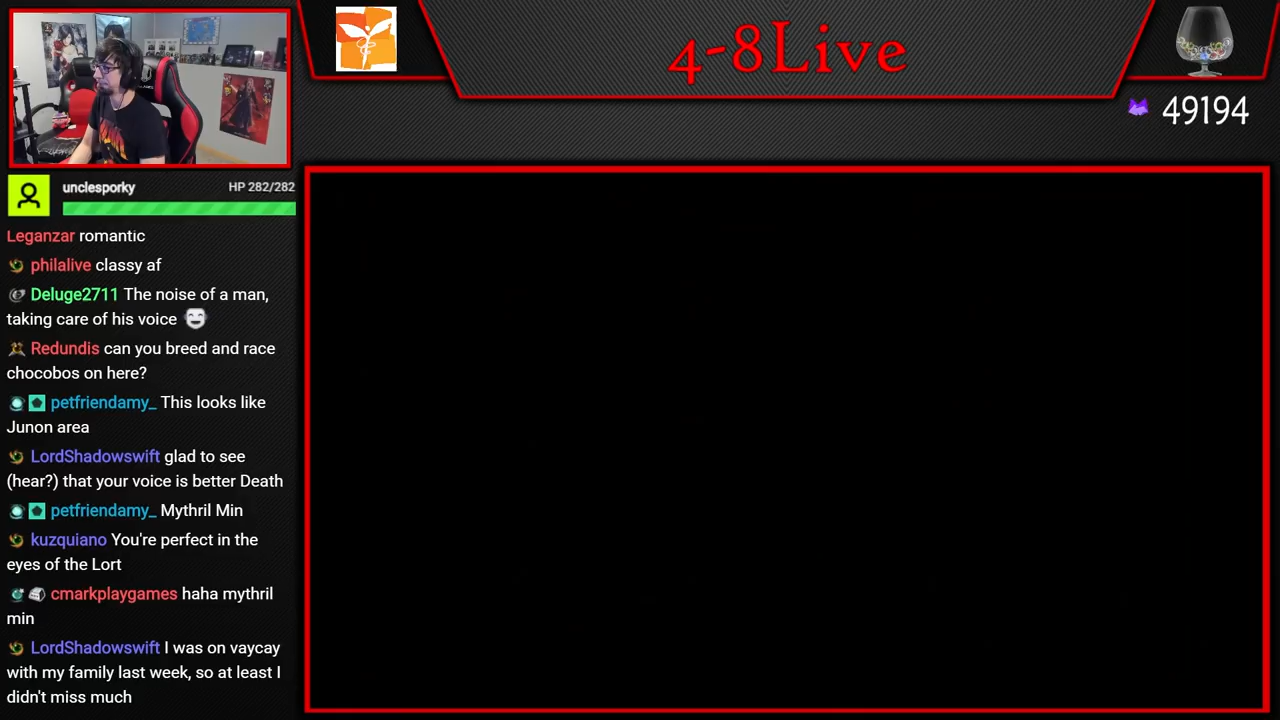 4-8Live
49194
unclesporky HP 282/282
Leganzar romantic
philalive classy af
Deluge2711 The noise of a man,
taking care of his voice
Redundis can you breed and race
chocobos on here?
petfriendamy_ This looks like
Junon area
LordShadowswift glad to see
(hear?) that your voice is better Death
petfriendamy_ Mythril Min
kuzquiano You're perfect in the
eyes of the Lort
cmarkplaygames haha mythril
min
LordShadowswift I was on vaycay
with my family last week, so at least I
didn't miss much